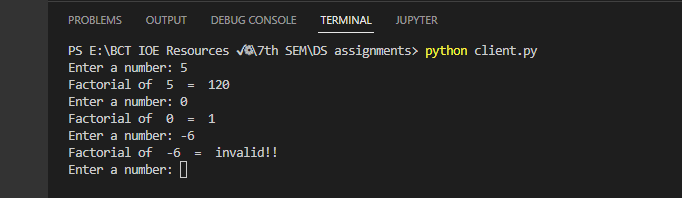 PROBLEMS OUTPUT DEBUG CONSOLE TERMINAL JUPYTER
PS E:\BCT IOE Resources \7th SEM\DS assignments> python client.py
Enter a number: 5
Factorial of  5  =  120
Enter a number: 0
Factorial of  0  =  1
Enter a number: -6
Factorial of  -6  =  invalid!!
Enter a number: